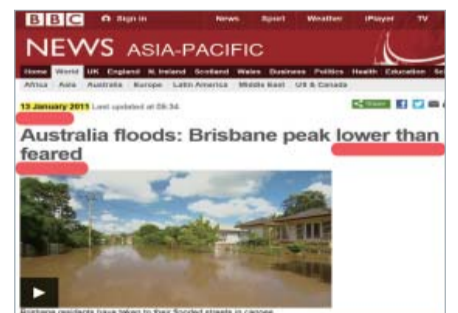 BBC Sign in News Sport Weather iPlayer TV
NEWS ASIA-PACIFIC
Home World UK England N. Ireland Scotland Wales Business Politics Health Education
Africa Asia Australia Europe Latin America Middle East US & Canada
13 January 2011 Last updated at 08:34
Share
Australia floods: Brisbane peak lower than
feared
Brisbane residents have taken to their flooded streets in canoes